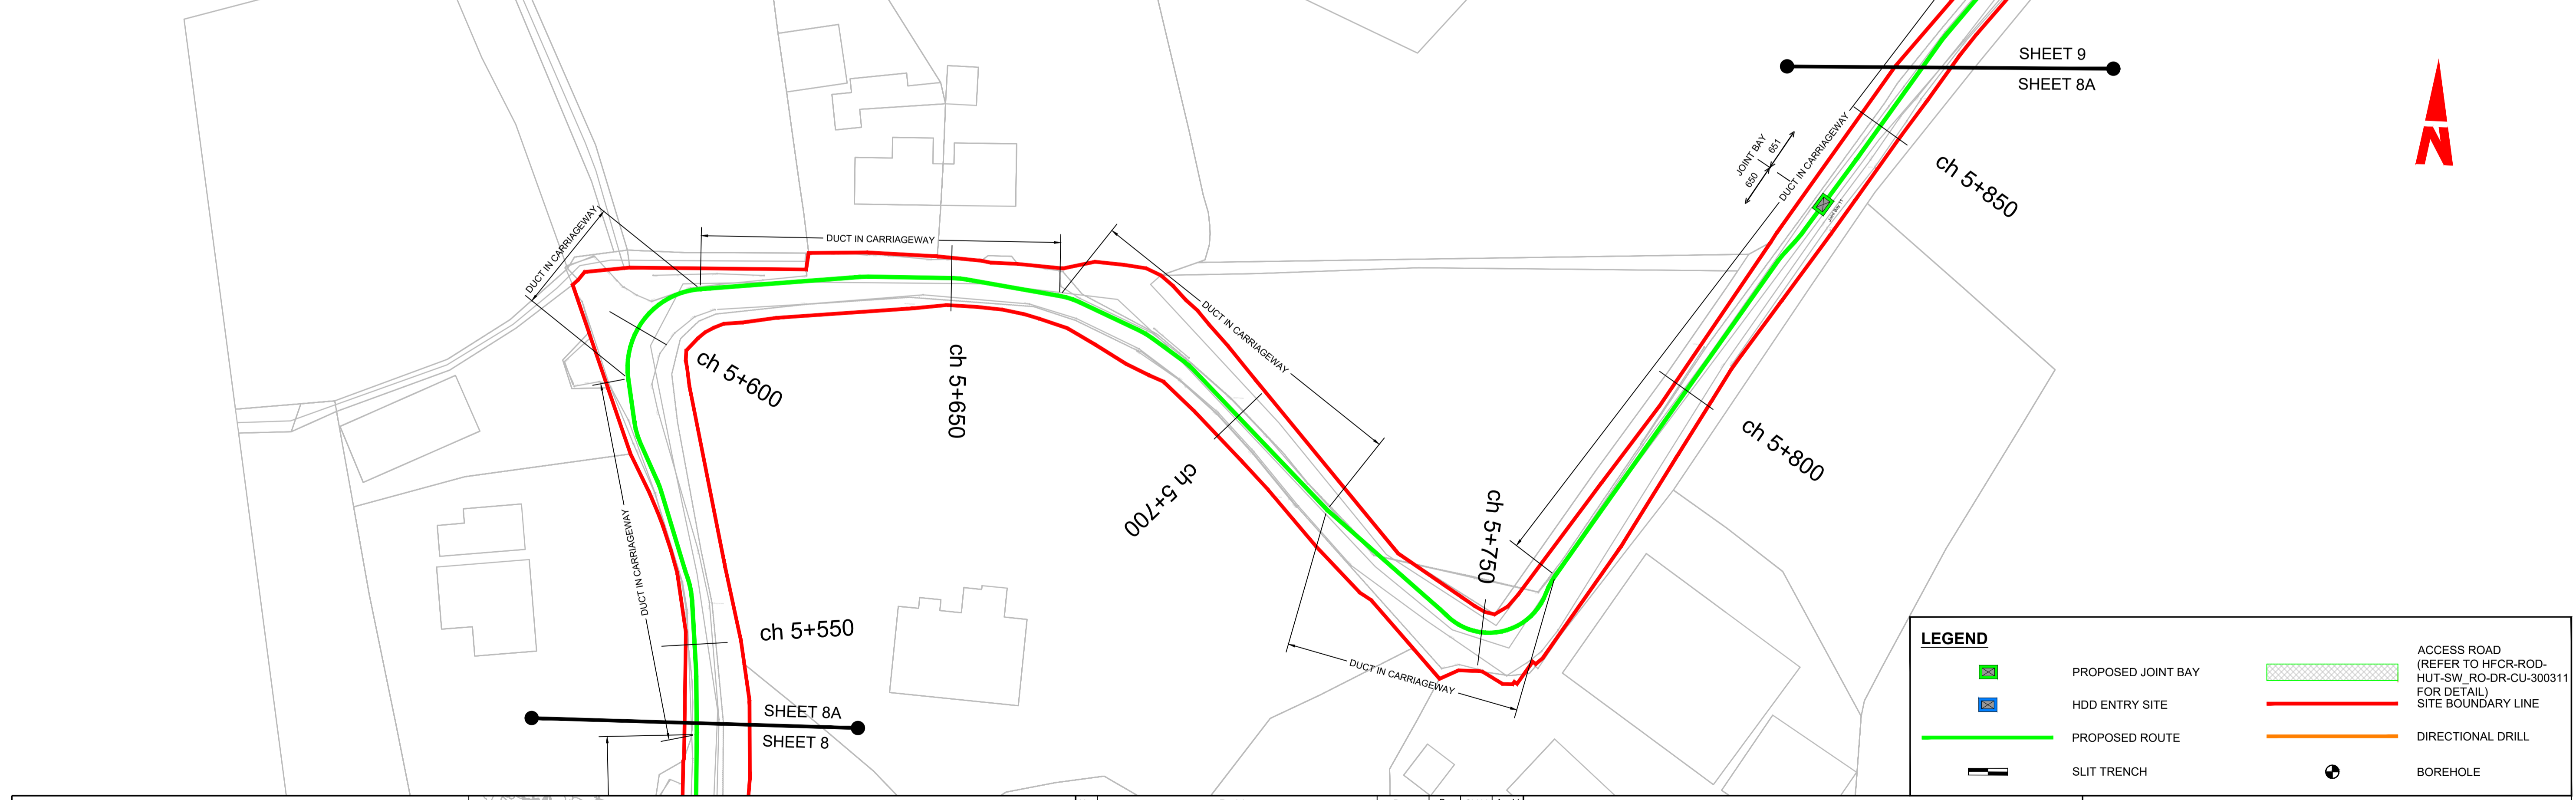 SHEET 9
SHEET 8A
N
JOINT BAY
650
651
DUCT IN CARRIAGEWAY
Joint Bay 11
ch 5+850
DUCT IN CARRIAGEWAY
DUCT IN CARRIAGEWAY
DUCT IN CARRIAGEWAY
ch 5+600
ch 5+650
ch 5+700
ch 5+750
ch 5+800
DUCT IN CARRIAGEWAY
ch 5+550
DUCT IN CARRIAGEWAY
SHEET 8A
SHEET 8
LEGEND
PROPOSED JOINT BAY
HDD ENTRY SITE
PROPOSED ROUTE
SLIT TRENCH
ACCESS ROAD
(REFER TO HFCR-ROD-
HUT-SW_RO-DR-CU-300311
FOR DETAIL)
SITE BOUNDARY LINE
DIRECTIONAL DRILL
BOREHOLE